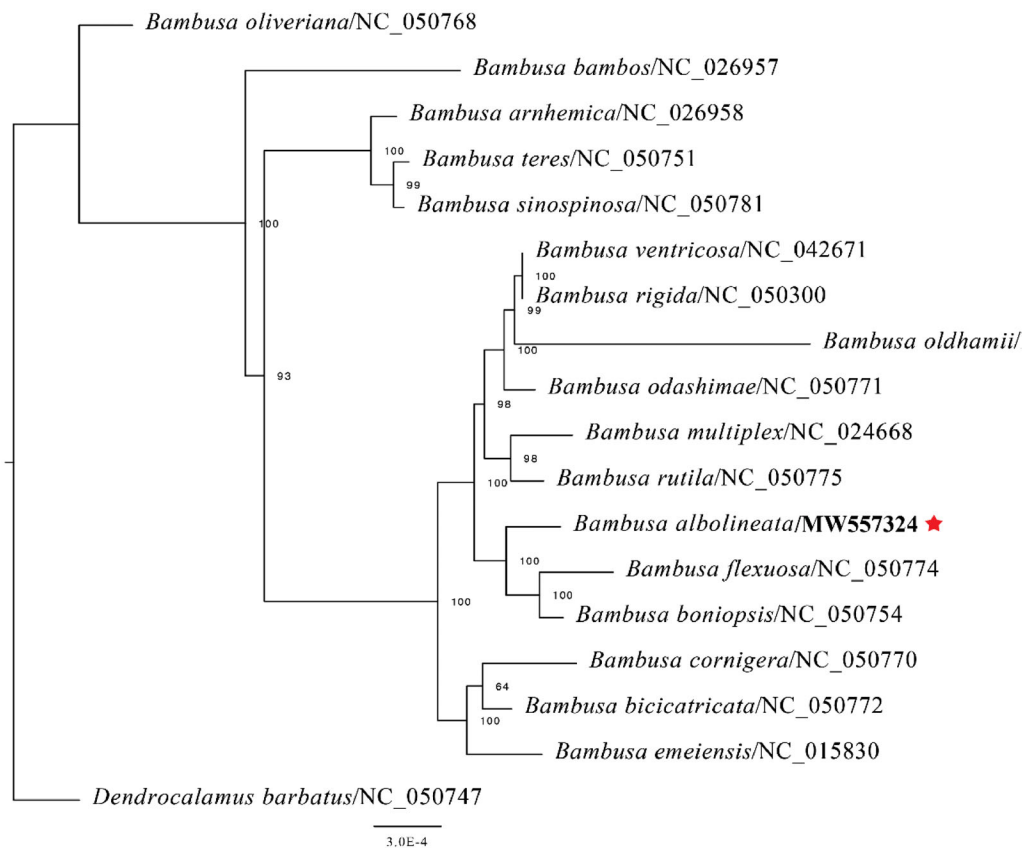 Bambusa oliveriana/NC_050768
Bambusa bambos/NC_026957
Bambusa arnhemica/NC_026958
100
Bambusa teres/NC_050751
99
Bambusa sinospinosa/NC_050781
100
Bambusa ventricosa/NC_042671
100
Bambusa rigida/NC_050300
99
Bambusa oldhamii/
100
93
Bambusa odashimae/NC_050771
98
Bambusa multiplex/NC_024668
98
Bambusa rutila/NC_050775
100
Bambusa albolineata/MW557324
100
Bambusa flexuosa/NC_050774
100
100
Bambusa boniopsis/NC_050754
Bambusa cornigera/NC_050770
64
Bambusa bicicatricata/NC_050772
100
Bambusa emeiensis/NC_015830
Dendrocalamus barbatus/NC_050747
3.0E-4